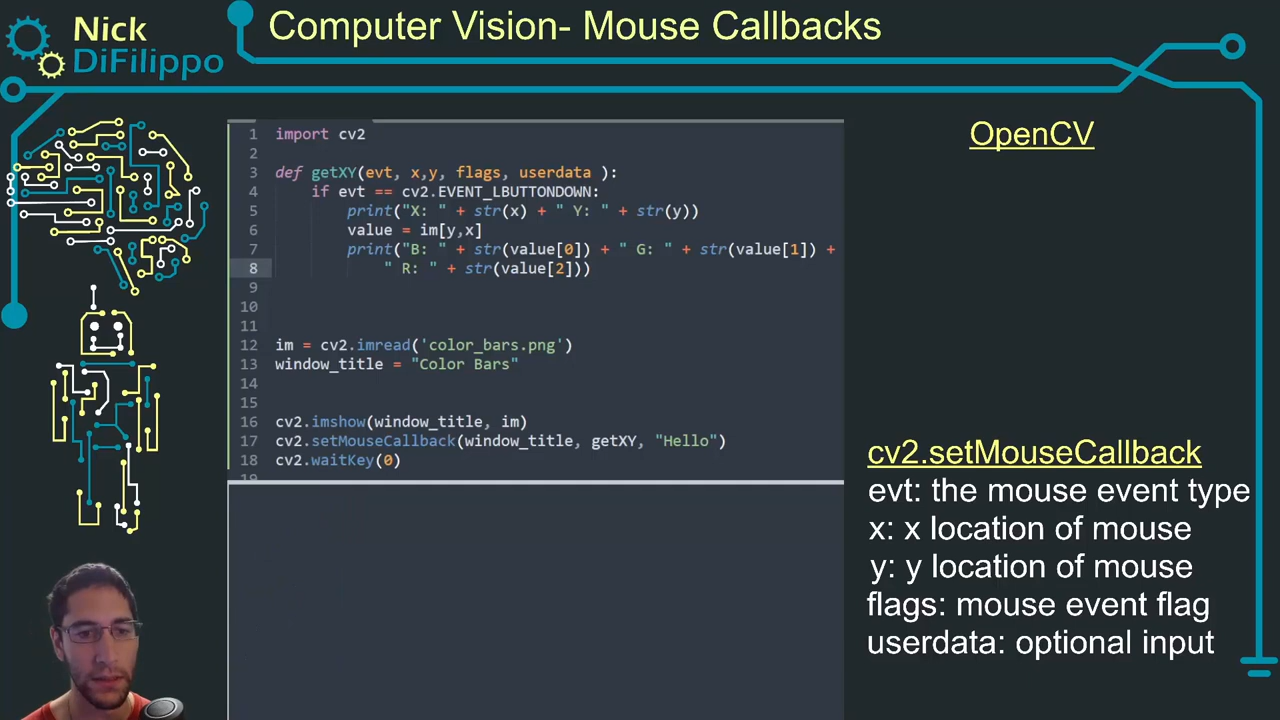 Nick
DiFilippo
Computer Vision- Mouse Callbacks
1 import cv2
2
3 def getXY(evt, x,y, flags, userdata ):
4 if evt == cv2.EVENT_LBUTTONDOWN:
5 print("X: " + str(x) + " Y: " + str(y))
6 value = im[y,x]
7 print("B: " + str(value[0]) + " G: " + str(value[1]) +
8 " R: " + str(value[2]))
9
10
11
12 im = cv2.imread('color_bars.png')
13 window_title = "Color Bars"
14
15
16 cv2.imshow(window_title, im)
17 cv2.setMouseCallback(window_title, getXY, "Hello")
18 cv2.waitKey(0)
19
OpenCV
cv2.setMouseCallback
evt: the mouse event type
x: x location of mouse
y: y location of mouse
flags: mouse event flag
userdata: optional input